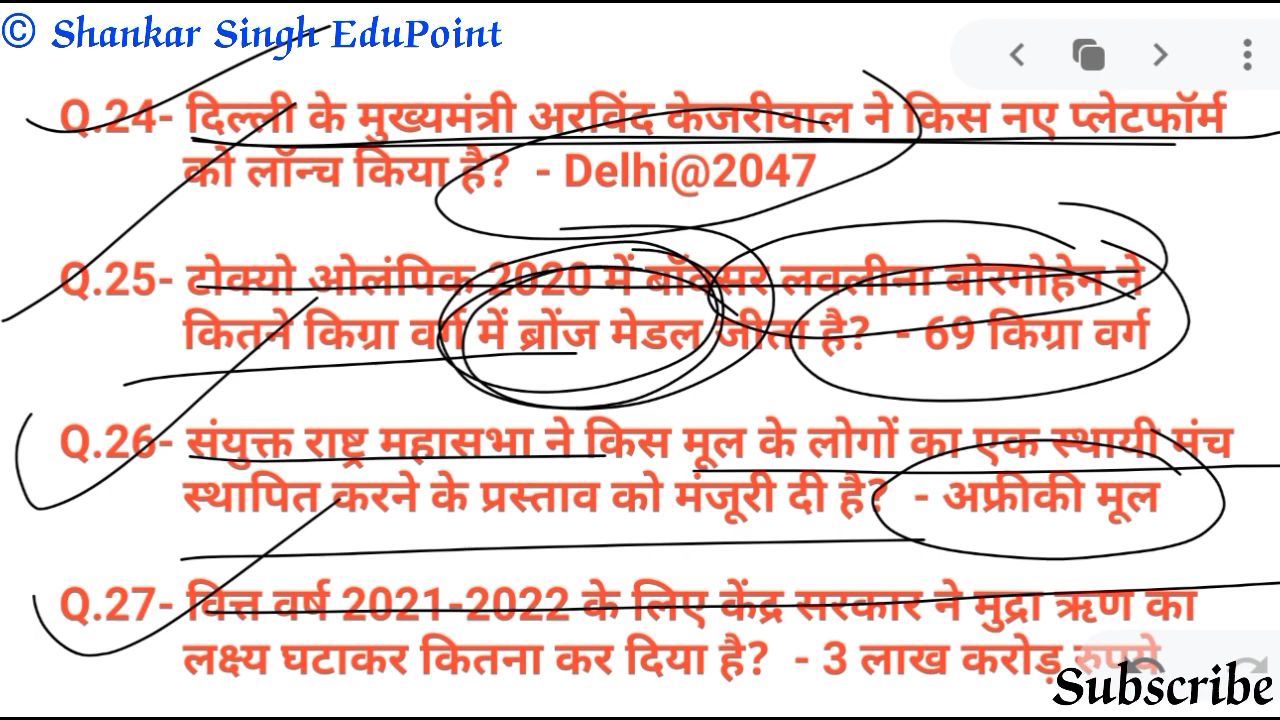 © Shankar Singh EduPoint
Q.24- दिल्ली के मुख्यमंत्री अरविंद केजरीवाल ने किस नए प्लेटफॉर्म
को लॉन्च किया है? - Delhi@2047
Q.25- टोक्यो ओलंपिक 2020 में बॉक्सर लवलीना बोरगोहेन ने
कितने किग्रा वर्ग में ब्रोंज मेडल जीता है? - 69 किग्रा वर्ग
Q.26- संयुक्त राष्ट्र महासभा ने किस मूल के लोगों का एक स्थायी मंच
स्थापित करने के प्रस्ताव को मंजूरी दी है? - अफ्रीकी मूल
Q.27- वित्त वर्ष 2021-2022 के लिए केंद्र सरकार ने मुद्रा ऋण का
लक्ष्य घटाकर कितना कर दिया है? - 3 लाख करोड़ रुपये
Subscribe